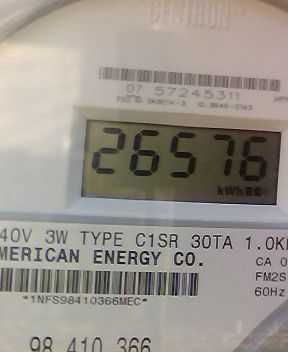 CENTRON
07 57245311
26576
kWh
40V 3W TYPE C1SR 30TA 1.0K
MERICAN ENERGY CO.
CA 0
FM2S
60Hz
*1NFS98410366MEC*
98 410 366